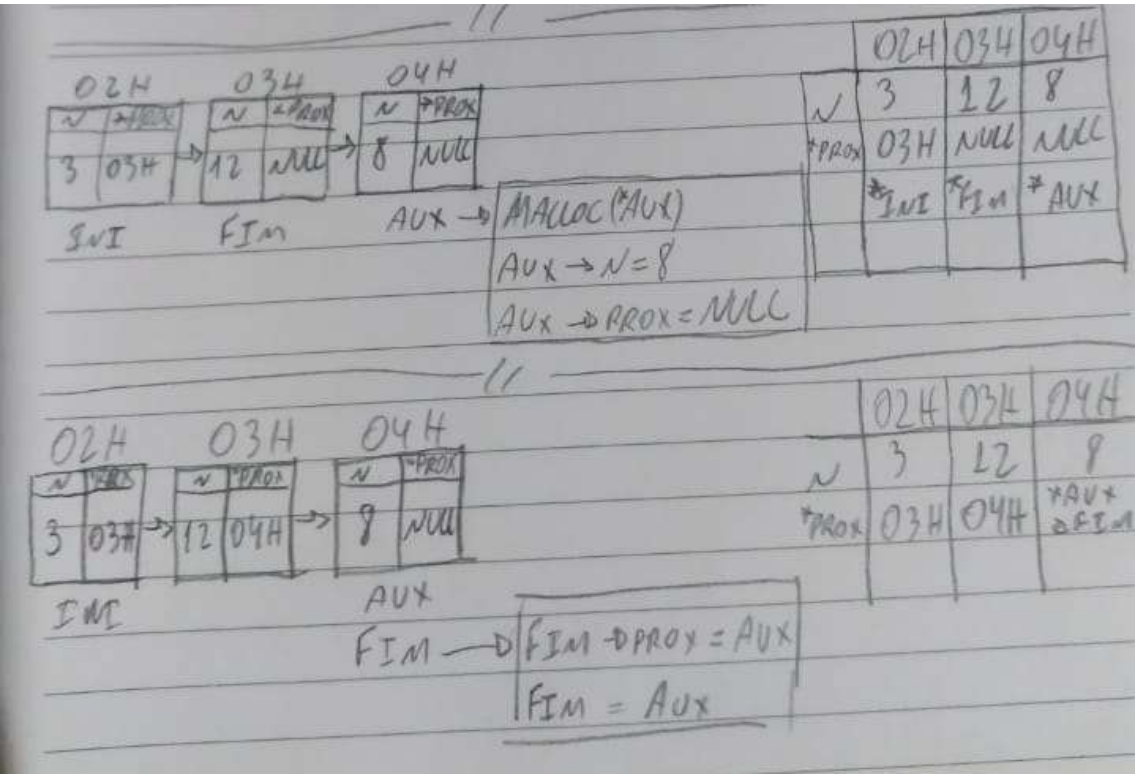 //
02H 03H 04H
N *PROX N *PROX N *PROX
3 03H 12 NULL 8 NULL
INI FIM AUX → MALLOC(*AUX)
AUX → N = 8
AUX → PROX = NULL
02H 03H 04H
N 3 12 8
*PROX 03H NULL NULL
*INI *FIM *AUX
//
02H 03H 04H
N *PROX N *PROX N *PROX
3 03H 12 04H 8 NULL
INI AUX
FIM → FIM → PROX = AUX
FIM = AUX
02H 03H 04H
N 3 12 8
*PROX 03H 04H *AUX
→FIM